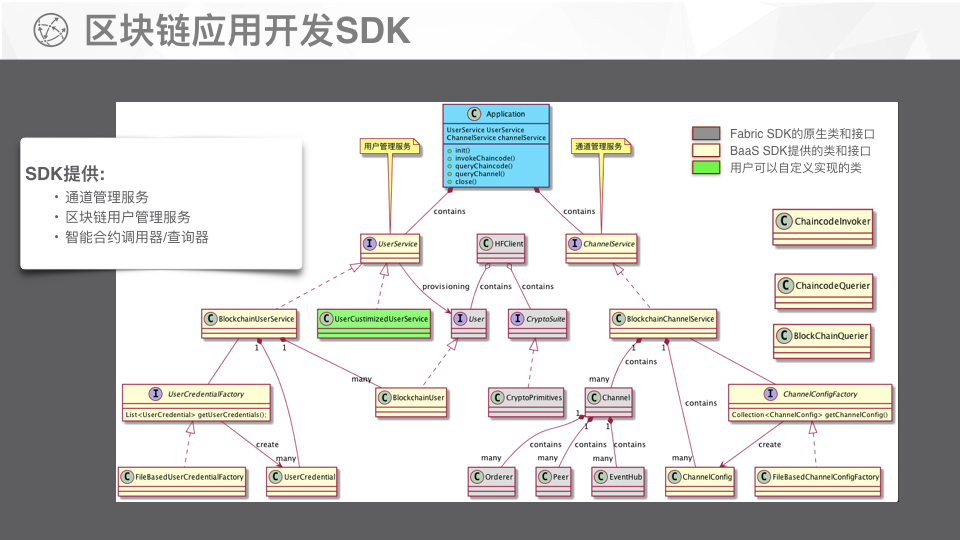 区块链应用开发SDK
SDK提供:
• 通道管理服务
• 区块链用户管理服务
• 智能合约调用器/查询器
C Application
UserService UserService
ChannelService channelService
init()
invokeChaincode()
queryChaincode()
queryChannel()
close()
用户管理服务
通道管理服务
Fabric SDK的原生类和接口
BaaS SDK提供的类和接口
用户可以自定义实现的类
contains
contains
I UserService
C HFClient
I ChannelService
C ChaincodeInvoker
provisioning
contains
contains
C ChaincodeQuerier
C BlockchainUserService
C UserCustimizedUserService
I User
I CryptoSuite
C BlockchainChannelService
C BlockChainQuerier
1
1
1
1
contains
many
many
I UserCredentialFactory
List<UserCredential> getUserCredentials();
C BlockchainUser
C CryptoPrimitives
C Channel
contains
I ChannelConfigFactory
Collection<ChannelConfig> getChannelConfig()
1
1
1
create
many
contains
contains
contains
many
many
many
many
create
C FileBasedUserCredentialFactory
C UserCredential
C Orderer
C Peer
C EventHub
C ChannelConfig
C FileBasedChannelConfigFactory